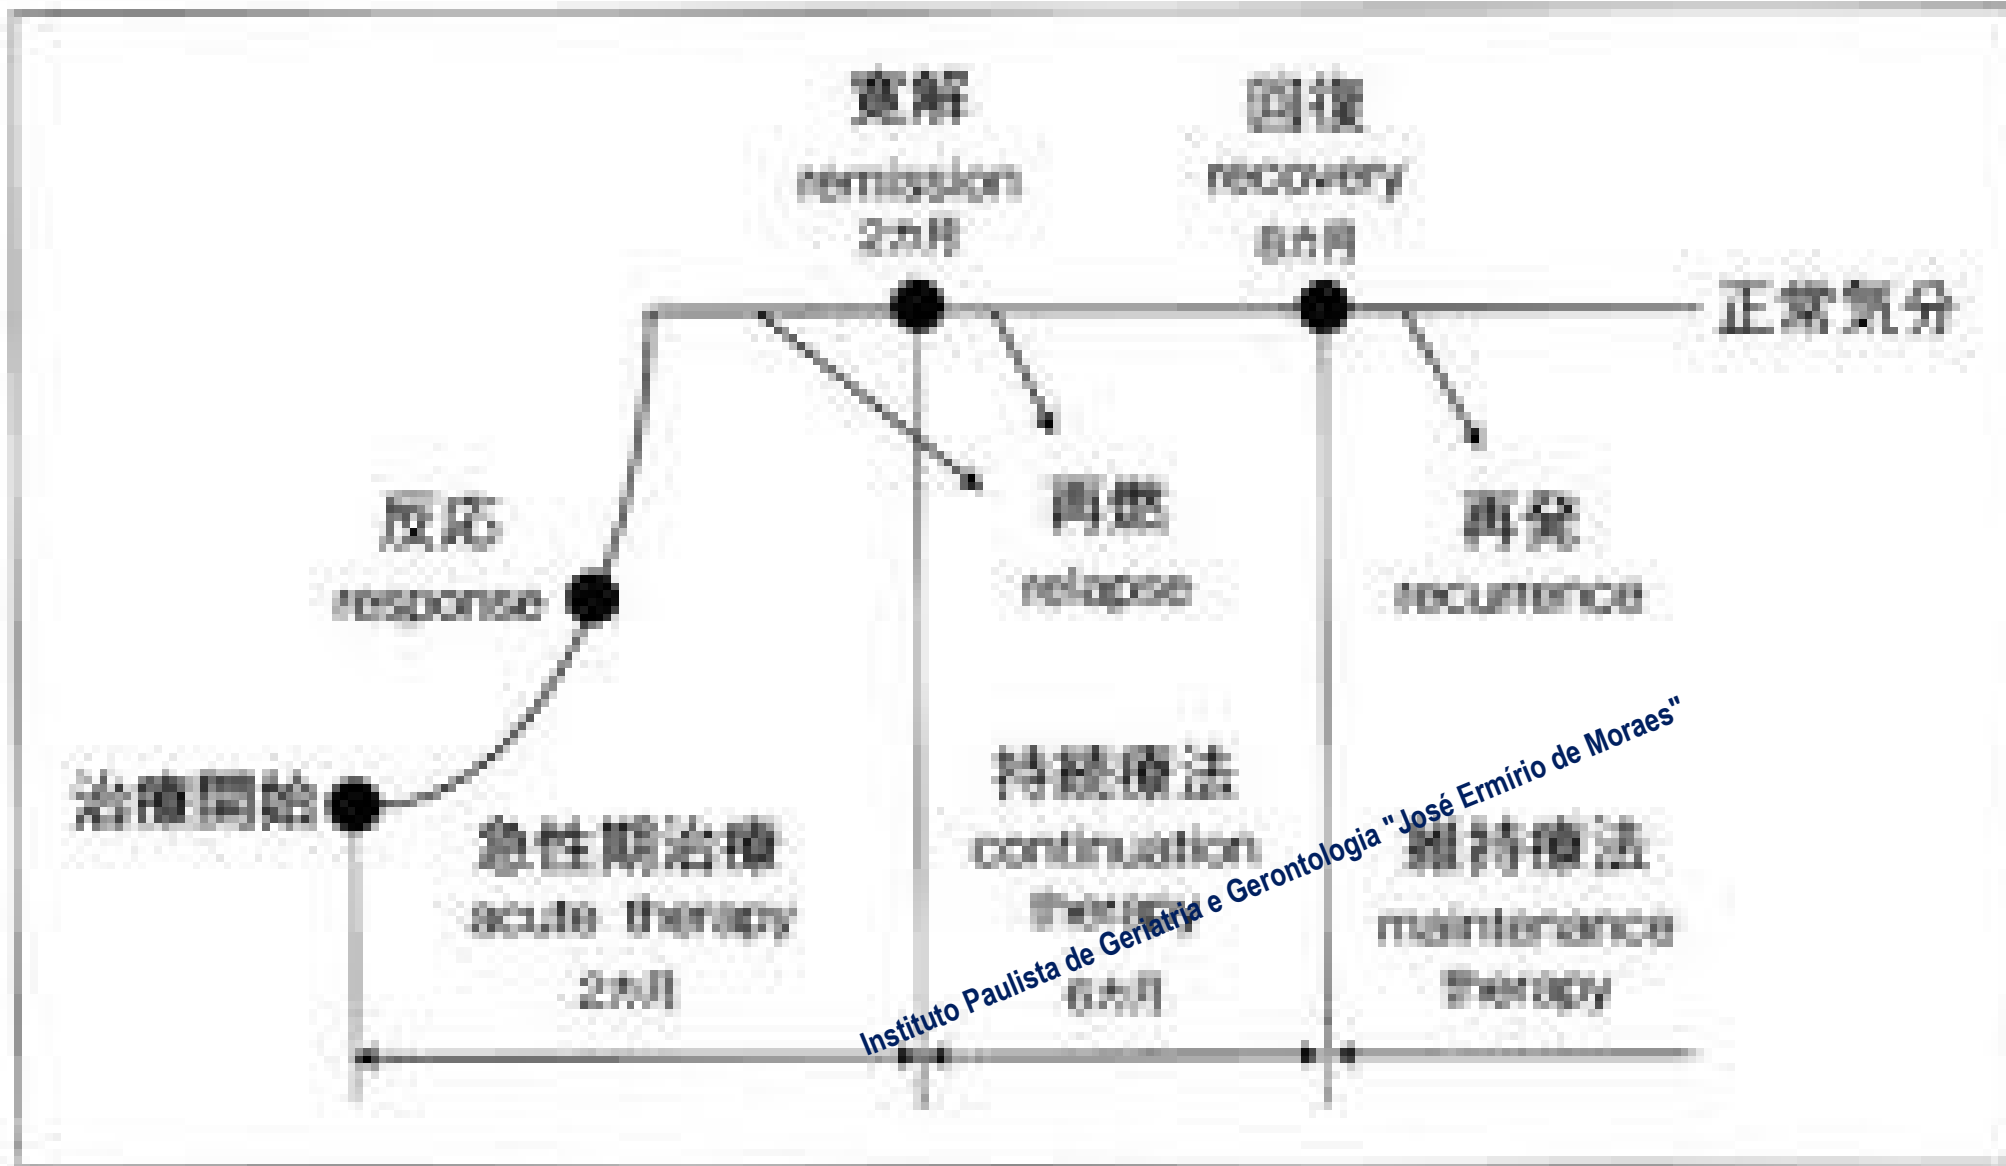 寛解
remission
2カ月
回復
recovery
6カ月
正常気分
反応
response
再燃
relapse
再発
recurrence
治療開始
急性期治療
acute therapy
2カ月
持続療法
continuation
therapy
6カ月
維持療法
maintenance
therapy
Instituto Paulista de Geriatria e Gerontologia "José Ermírio de Moraes"